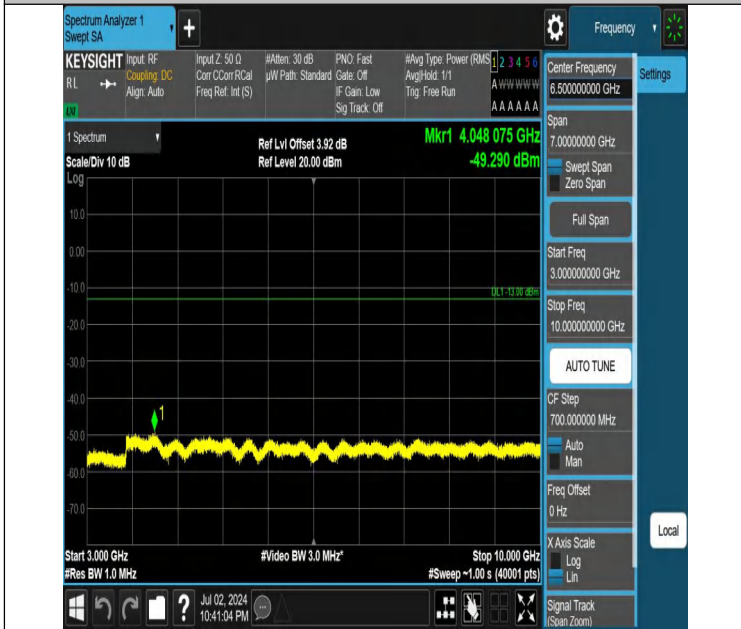 Spectrum Analyzer 1
Swept SA
+
Frequency
KEYSIGHT
RL
Input: RF
Coupling: DC
Align: Auto
Input Z: 50 Ω
Corr CCorr RCal
Freq Ref: Int (S)
#Atten: 30 dB
µW Path: Standard
PNO: Fast
Gate: Off
IF Gain: Low
Sig Track: Off
#Avg Type: Power (RMS
Avg|Hold: 1/1
Trig: Free Run
1 2 3 4 5 6
A W W W W W
A A A A A A
1 Spectrum
Scale/Div 10 dB
Log
Ref Lvl Offset 3.92 dB
Ref Level 20.00 dBm
Mkr1 4.048 075 GHz
-49.290 dBm
10.0
0.00
-10.0
DL1 -13.00 dBm
-20.0
-30.0
-40.0
1
-50.0
-60.0
-70.0
Start 3.000 GHz
#Res BW 1.0 MHz
#Video BW 3.0 MHz*
Stop 10.000 GHz
#Sweep ~1.00 s (40001 pts)
?
Jul 02, 2024
10:41:04 PM
Center Frequency
6.500000000 GHz
Settings
Span
7.00000000 GHz
Swept Span
Zero Span
Full Span
Start Freq
3.000000000 GHz
Stop Freq
10.000000000 GHz
AUTO TUNE
CF Step
700.000000 MHz
Auto
Man
Freq Offset
0 Hz
X Axis Scale
Log
Lin
Local
Signal Track
(Span Zoom)